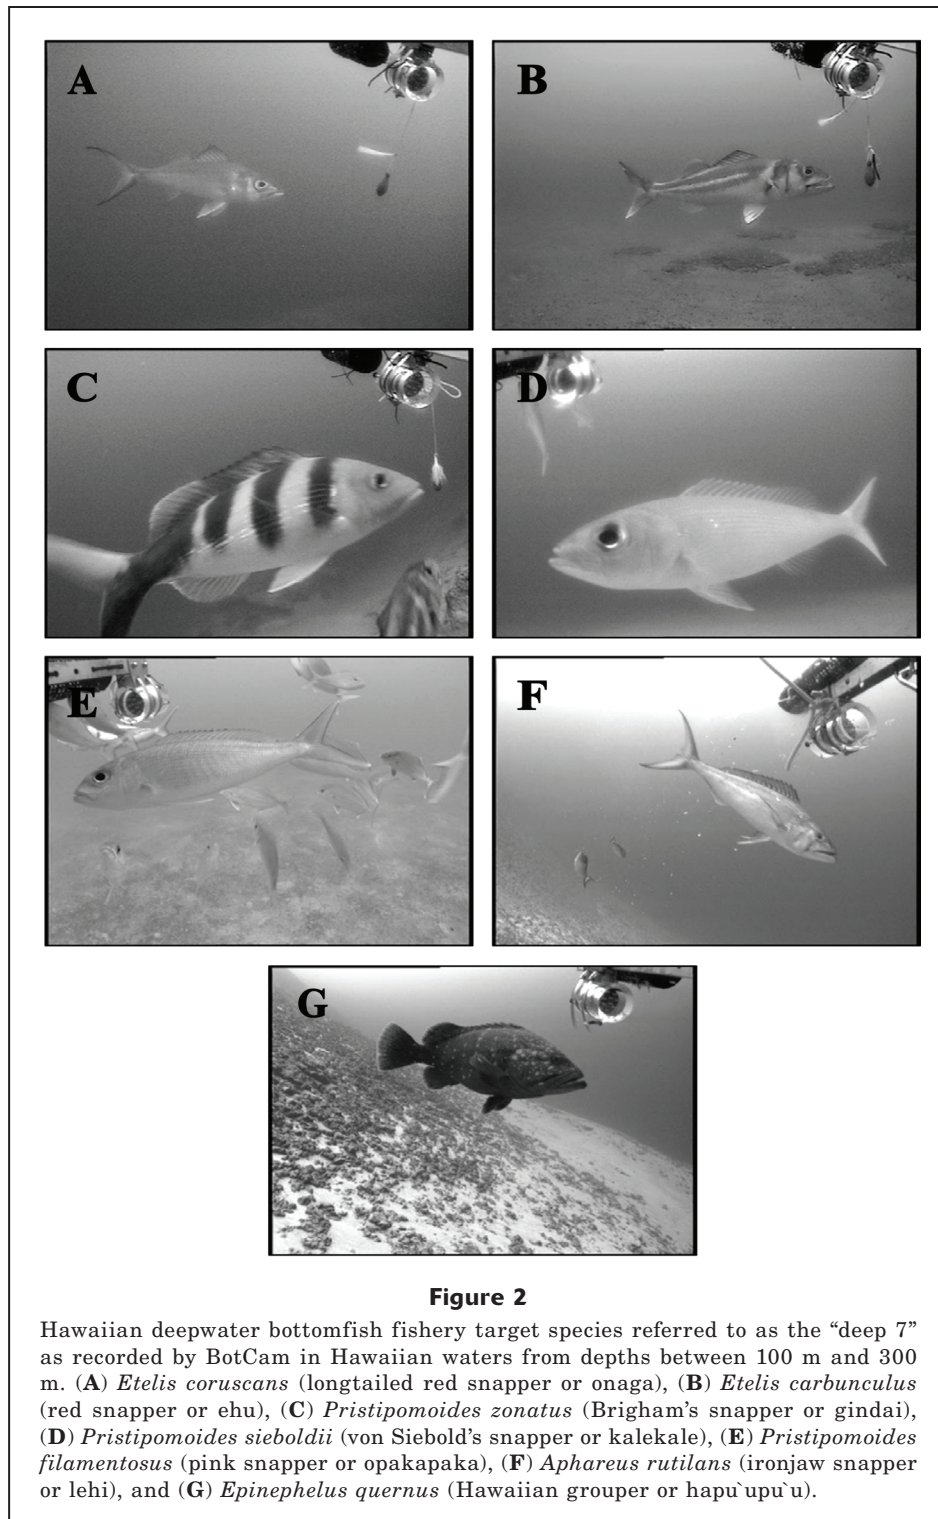 A
B
C
D
E
F
G
Figure 2
Hawaiian deepwater bottomfish fishery target species referred to as the “deep 7”
as recorded by BotCam in Hawaiian waters from depths between 100 m and 300
m. (A) Etelis coruscans (longtailed red snapper or onaga), (B) Etelis carbunculus
(red snapper or ehu), (C) Pristipomoides zonatus (Brigham’s snapper or gindai),
(D) Pristipomoides sieboldii (von Siebold’s snapper or kalekale), (E) Pristipomoides
filamentosus (pink snapper or opakapaka), (F) Aphareus rutilans (ironjaw snapper
or lehi), and (G) Epinephelus quernus (Hawaiian grouper or hapu`upu`u).